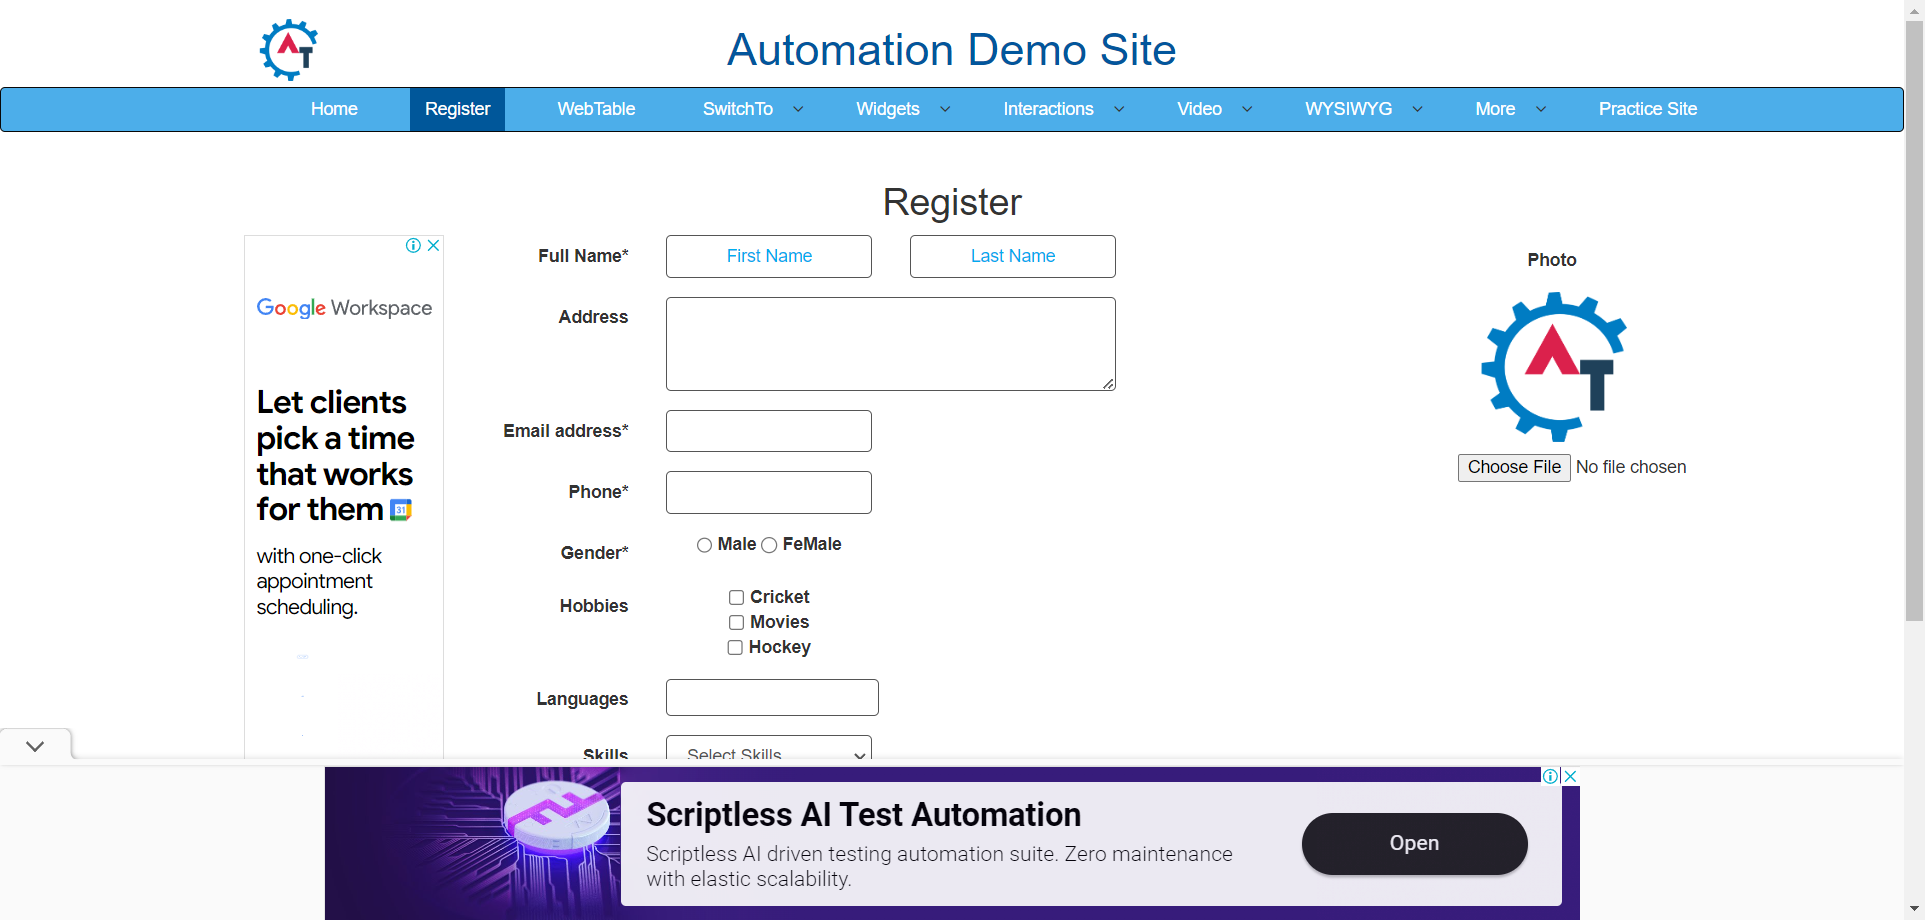 AT
Automation Demo Site
Home Register WebTable SwitchTo Widgets Interactions Video WYSIWYG More Practice Site
Register
Google Workspace
Let clients
pick a time
that works
for them 31
with one-click
appointment
scheduling.
Full Name* First Name Last Name
Address
Email address*
Phone*
Gender* Male FeMale
Hobbies Cricket
Movies
Hockey
Languages
Skills Select Skills
Photo
AT
Choose File No file chosen
Scriptless AI Test Automation
Scriptless AI driven testing automation suite. Zero maintenance
with elastic scalability.
Open